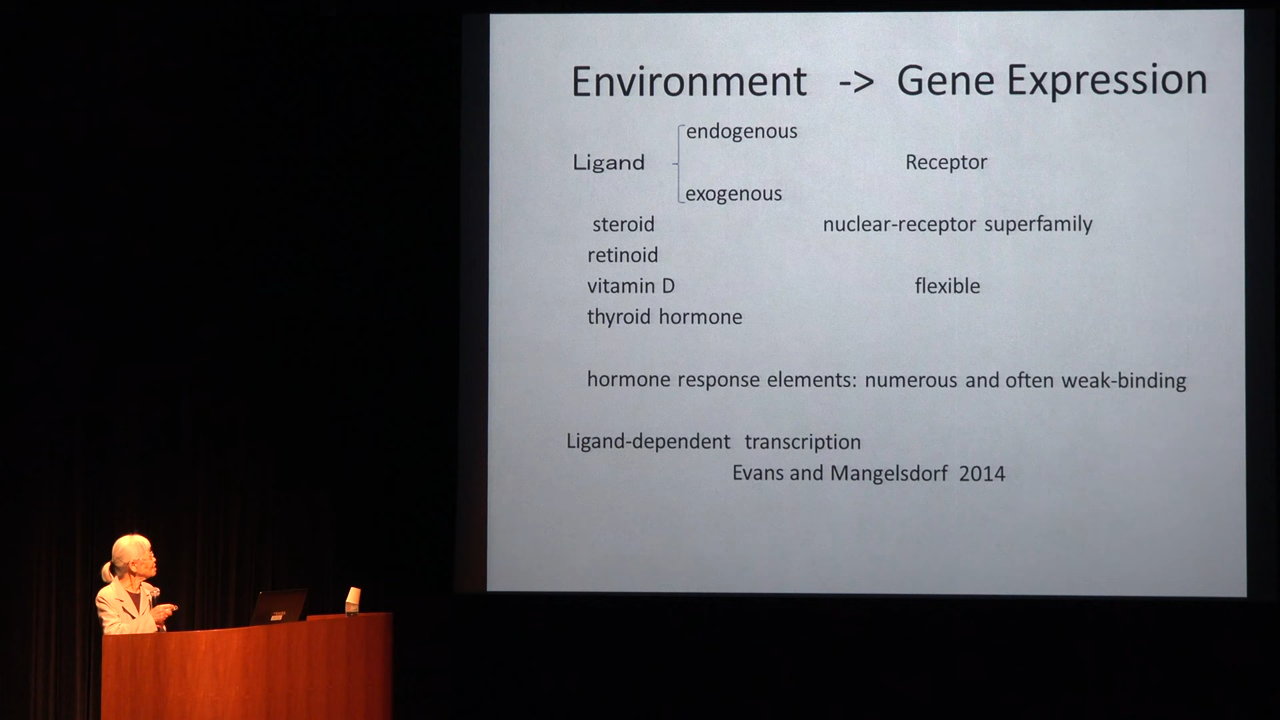 Environment -> Gene Expression
endogenous
Ligand Receptor
exogenous
steroid nuclear-receptor superfamily
retinoid
vitamin D flexible
thyroid hormone
hormone response elements: numerous and often weak-binding
Ligand-dependent transcription
Evans and Mangelsdorf 2014